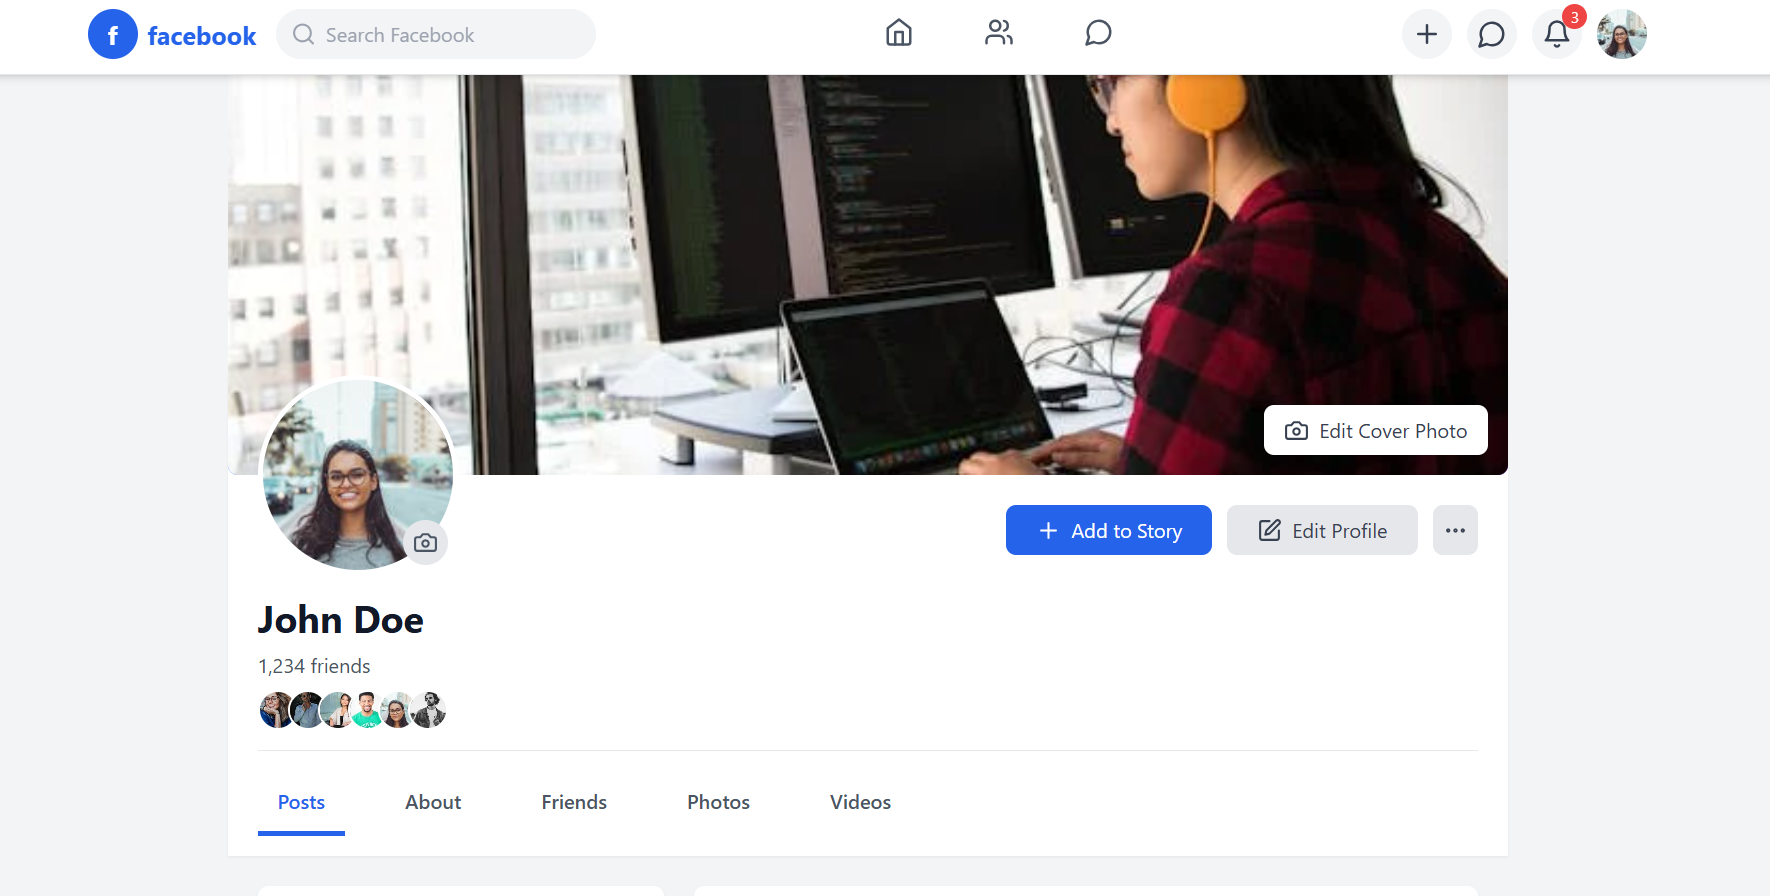 f facebook
Search Facebook
3
Edit Cover Photo
Add to Story
Edit Profile
John Doe
1,234 friends
Posts About Friends Photos Videos